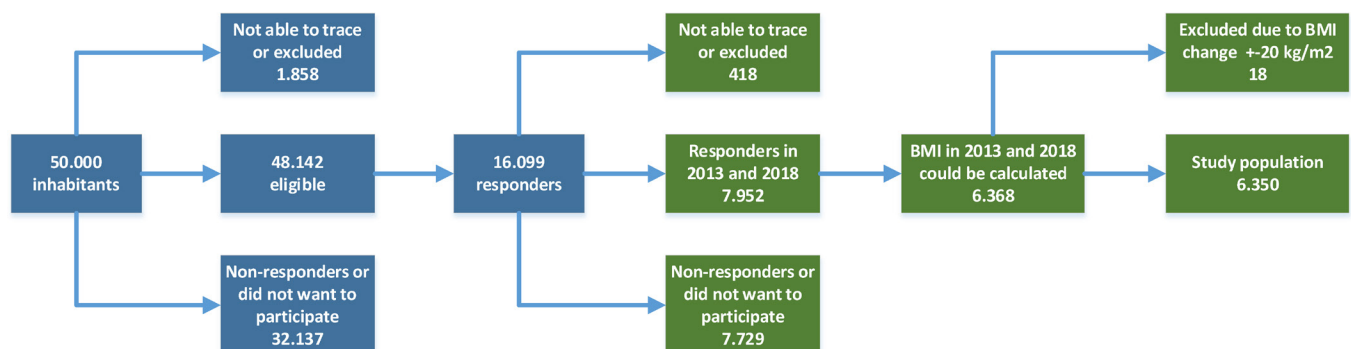 Not able to trace
or excluded
1.858
50.000
inhabitants
48.142
eligible
Non-responders or
did not want to
participate
32.137
16.099
responders
Not able to trace
or excluded
418
Responders in
2013 and 2018
7.952
Non-responders or
did not want to
participate
7.729
BMI in 2013 and 2018
could be calculated
6.368
Excluded due to BMI
change +-20 kg/m2
18
Study population
6.350